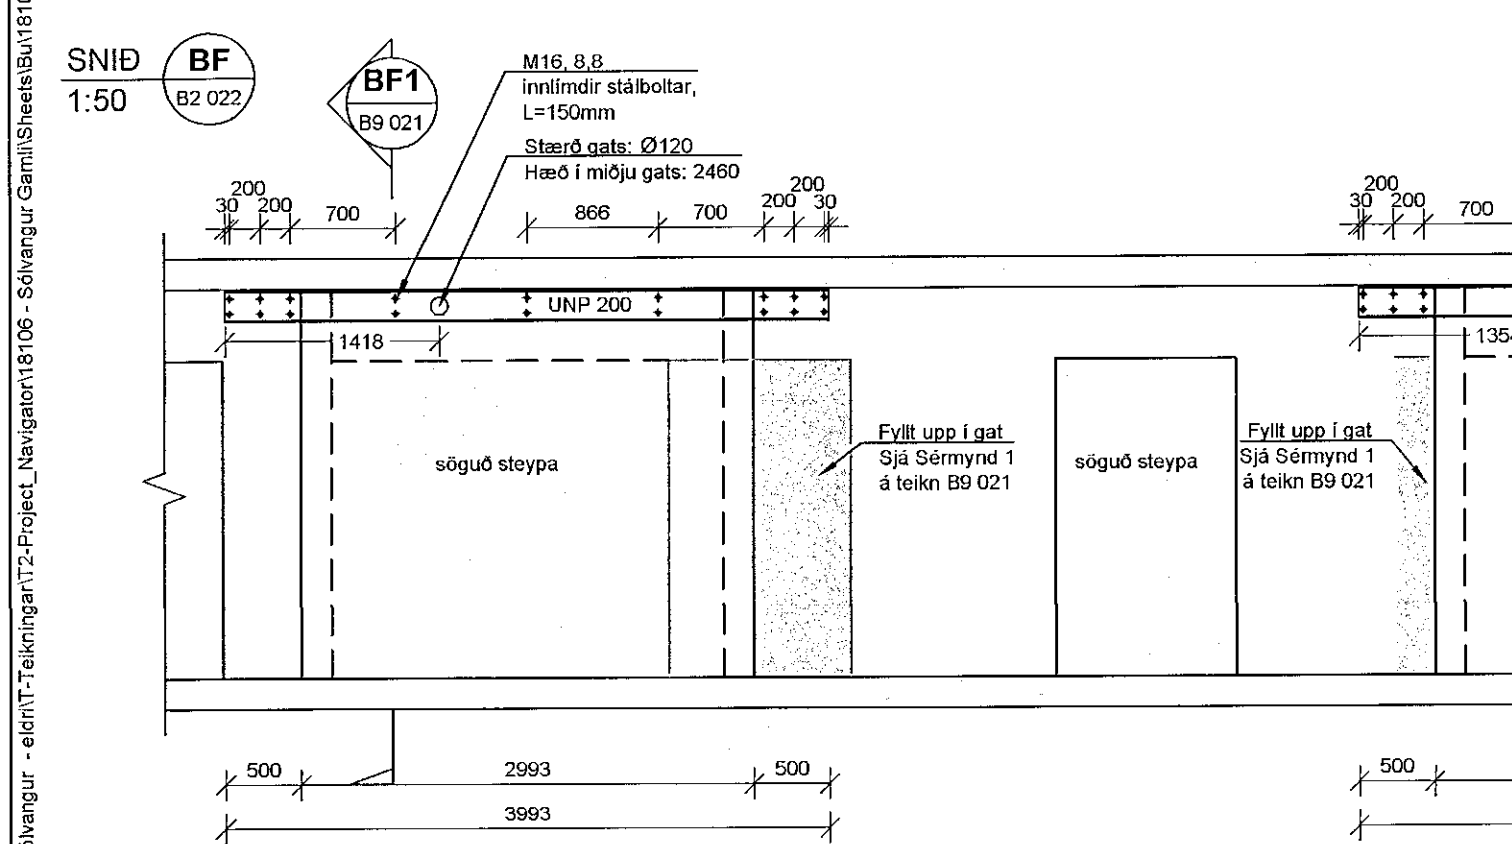 SNIÐ
1:50
BF
B2 022
BF1
B9 021
M16, 8,8
innlímdir stálboltar,
L=150mm
Stærð gats: Ø120
Hæð í miðju gats: 2460
30
200
200
700
866
700
200
200
30
30
200
200
700
UNP 200
1418
söguð steypa
Fyllt upp í gat
Sjá Sérmynd 1
á teikn B9 021
söguð steypa
Fyllt upp í gat
Sjá Sérmynd 1
á teikn B9 021
500
2993
500
3993
500
ólvangur - eldri\T-Teikningar\T2-Project_Navigator\18106 - Sólvangur Gamli\Sheets\Bu\1810